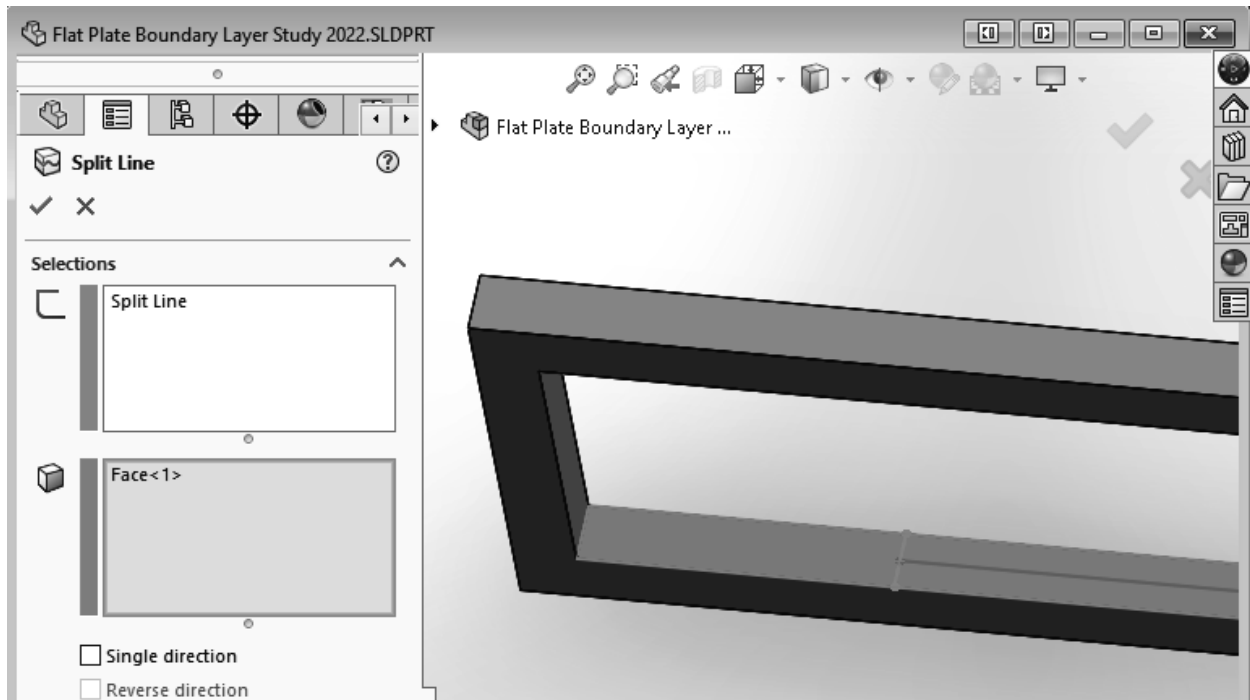 Flat Plate Boundary Layer Study 2022.SLDPRT
Flat Plate Boundary Layer ...
Split Line
Selections
Split Line
Face<1>
Single direction
Reverse direction